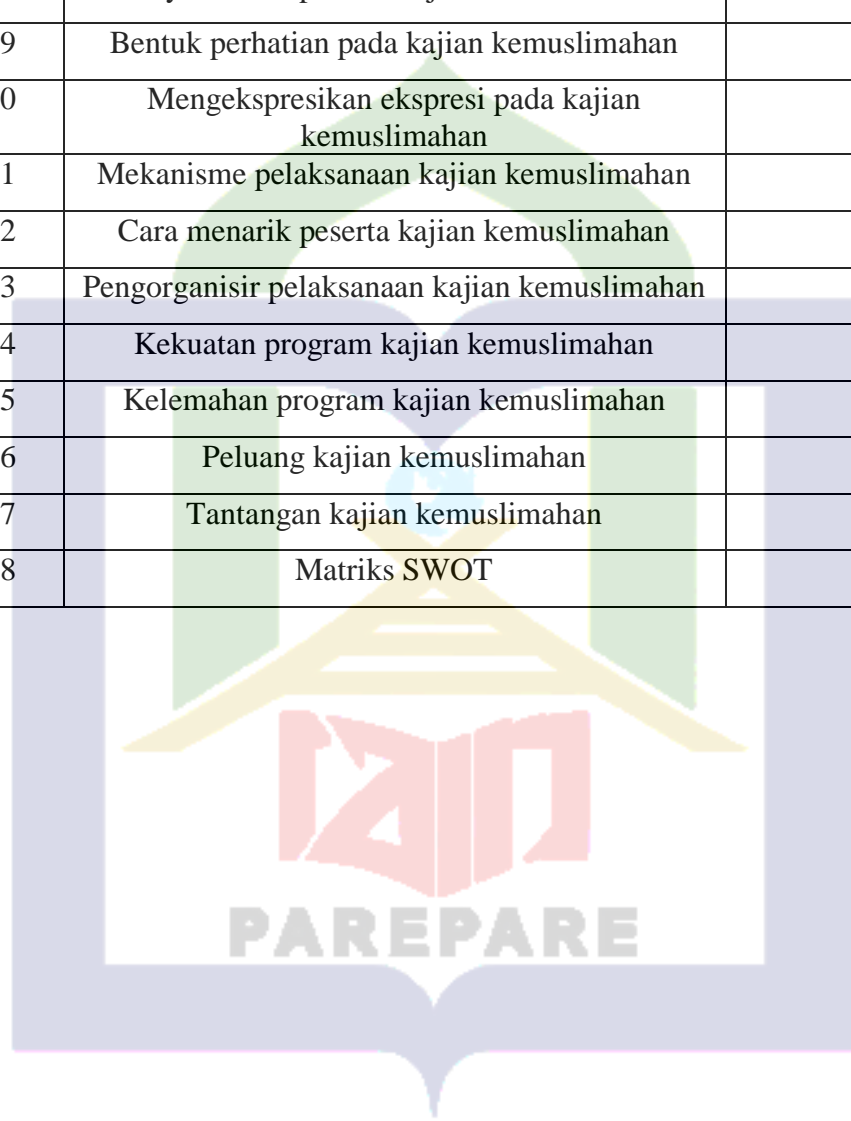 9 Bentuk perhatian pada kajian kemuslimahan
0 Mengekspresikan ekspresi pada kajian
kemuslimahan
1 Mekanisme pelaksanaan kajian kemuslimahan
2 Cara menarik peserta kajian kemuslimahan
3 Pengorganisir pelaksanaan kajian kemuslimahan
4 Kekuatan program kajian kemuslimahan
5 Kelemahan program kajian kemuslimahan
6 Peluang kajian kemuslimahan
7 Tantangan kajian kemuslimahan
8 Matriks SWOT
iain
PAREPARE